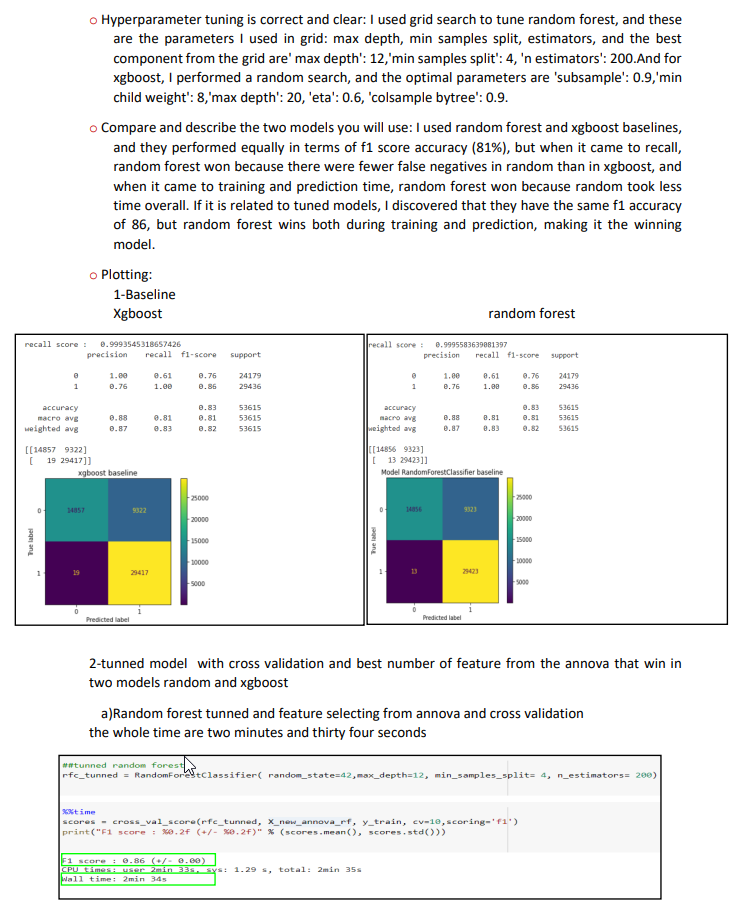 o Hyperparameter tuning is correct and clear: I used grid search to tune random forest, and these
are the parameters I used in grid: max depth, min samples split, estimators, and the best
component from the grid are' max depth': 12,'min samples split': 4, 'n estimators': 200.And for
xgboost, I performed a random search, and the optimal parameters are 'subsample': 0.9,'min
child weight': 8,'max depth': 20, 'eta': 0.6, 'colsample bytree': 0.9.
o Compare and describe the two models you will use: I used random forest and xgboost baselines,
and they performed equally in terms of f1 score accuracy (81%), but when it came to recall,
random forest won because there were fewer false negatives in random than in xgboost, and
when it came to training and prediction time, random forest won because random took less
time overall. If it is related to tuned models, I discovered that they have the same f1 accuracy
of 86, but random forest wins both during training and prediction, making it the winning
model.
o Plotting:
1-Baseline
Xgboost random forest
recall score : 0.9993545318657426
precision recall f1-score support
0 1.00 0.61 0.76 24179
1 0.76 1.00 0.86 29436
accuracy 0.83 53615
macro avg 0.88 0.81 0.81 53615
weighted avg 0.87 0.83 0.82 53615
[[14857 9322]
[ 19 29417]]
xgboost baseline
0 14857 9322
1 19 29417
True label
0 1
Predicted label
25000
20000
15000
10000
5000
recall score : 0.9995583639081397
precision recall f1-score support
0 1.00 0.61 0.76 24179
1 0.76 1.00 0.86 29436
accuracy 0.83 53615
macro avg 0.88 0.81 0.81 53615
weighted avg 0.87 0.83 0.82 53615
[[14856 9323]
[ 13 29423]]
Model RandomForestClassifier baseline
0 14856 9323
1 13 29423
True label
0 1
Predicted label
25000
20000
15000
10000
5000
2-tunned model with cross validation and best number of feature from the annova that win in
two models random and xgboost
a)Random forest tunned and feature selecting from annova and cross validation
the whole time are two minutes and thirty four seconds
##tunned random forest
rfc_tunned = RandomForestClassifier( random_state=42,max_depth=12, min_samples_split= 4, n_estimators= 200)
%%time
scores = cross_val_score(rfc_tunned, X_new_annova_rf, y_train, cv=10,scoring='f1')
print("F1 score : %0.2f (+/- %0.2f)" % (scores.mean(), scores.std()))
F1 score : 0.86 (+/- 0.00)
CPU times: user 2min 33s, sys: 1.29 s, total: 2min 35s
Wall time: 2min 34s